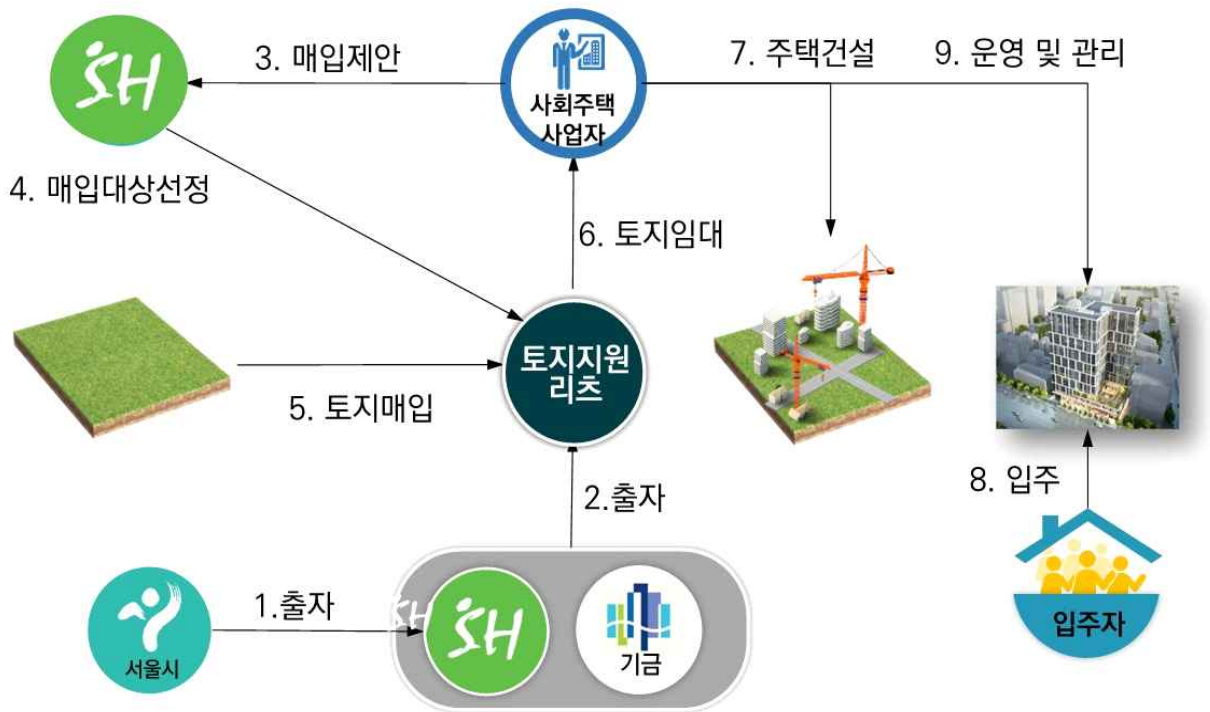 3. 매입제안
7. 주택건설
9. 운영 및 관리
SH
사회주택
사업자
4. 매입대상선정
6. 토지임대
토지지원
리츠
5. 토지매입
2.출자
8. 입주
1.출자
SH
SH
서울시
기금
입주자